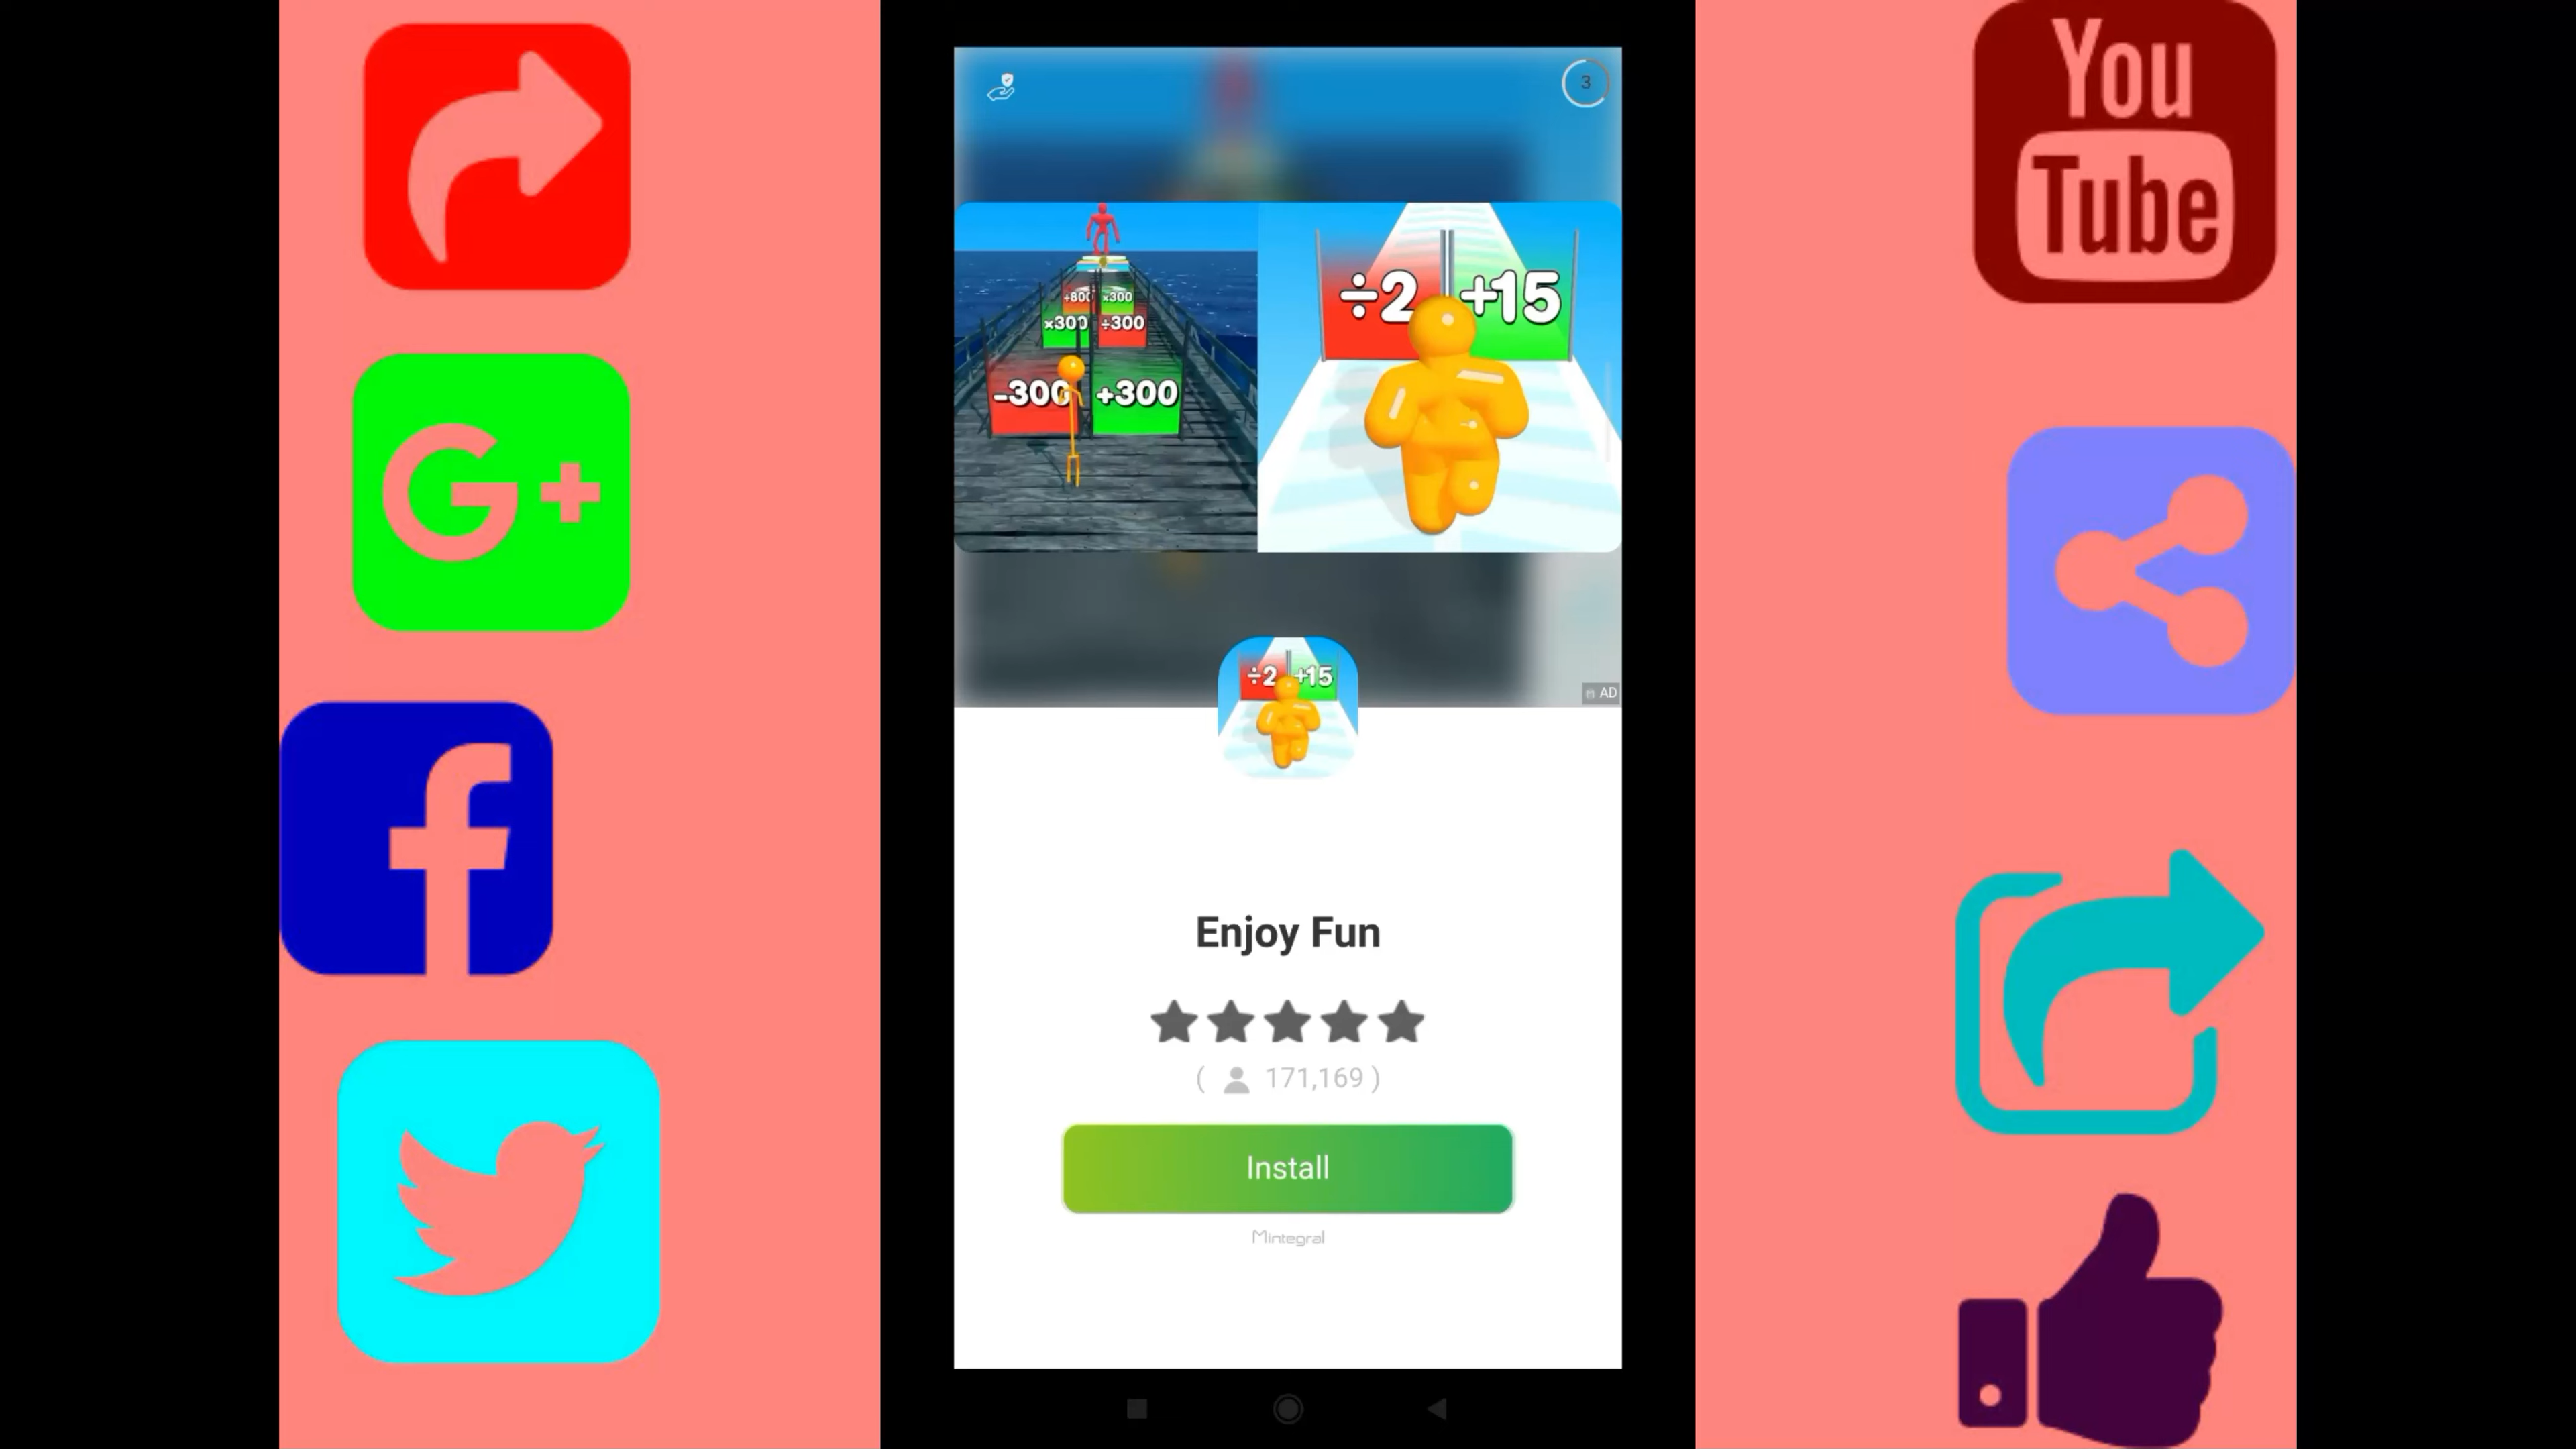 You
Tube
3
+800 x300
x300 ÷300
-300 +300
÷2 +15
G+
f
÷2 +15
AD
Enjoy Fun
( 171,169 )
Install
Mintegral